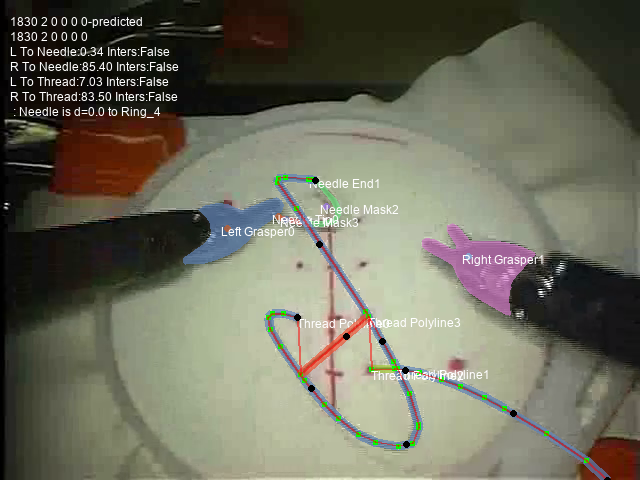 1830 2 0 0 0 0-predicted
1830 2 0 0 0 0
L To Needle:0.34 Inters:False
R To Needle:85.40 Inters:False
L To Thread:7.03 Inters:False
R To Thread:83.50 Inters:False
: Needle is d=0.0 to Ring_4
Needle End1
Needle Mask2
Mask3
Left Grasper0
Right Grasper1
Thread Polyline3
Thread
Polyline1